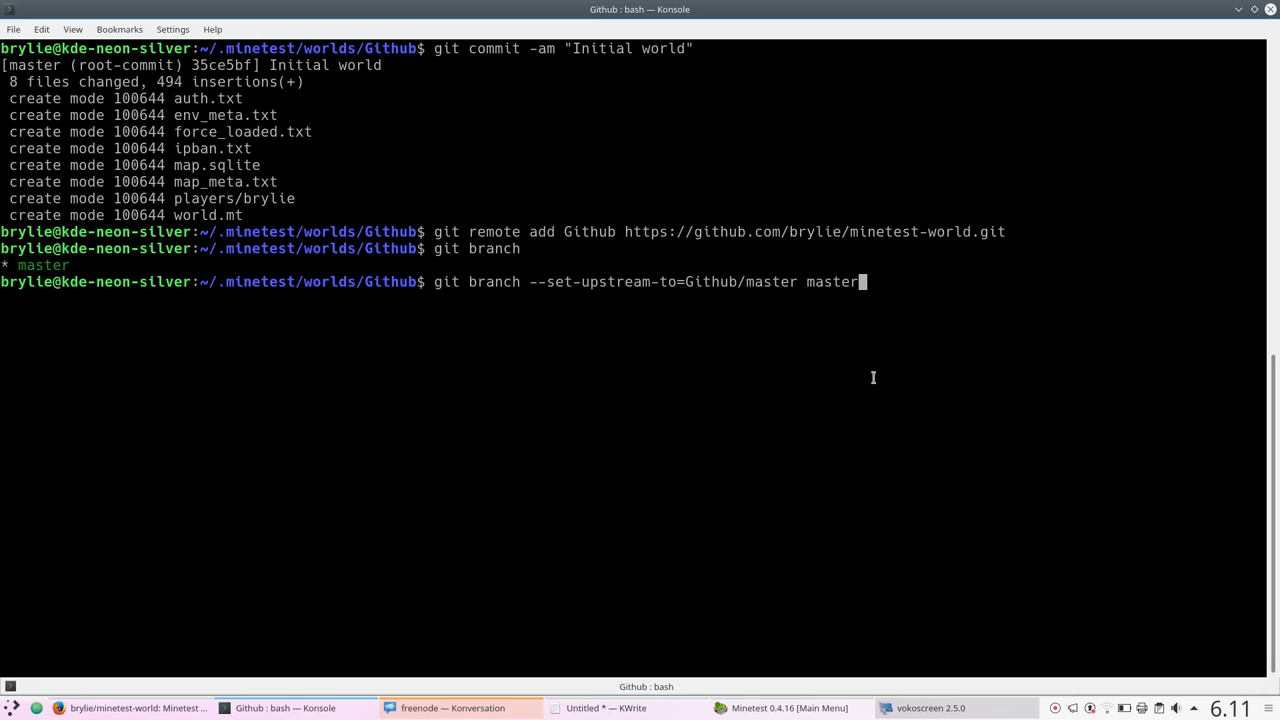 Github : bash — Konsole
File Edit View Bookmarks Settings Help
brylie@kde-neon-silver:~/.minetest/worlds/Github$ git commit -am "Initial world"
[master (root-commit) 35ce5bf] Initial world
 8 files changed, 494 insertions(+)
 create mode 100644 auth.txt
 create mode 100644 env_meta.txt
 create mode 100644 force_loaded.txt
 create mode 100644 ipban.txt
 create mode 100644 map.sqlite
 create mode 100644 map_meta.txt
 create mode 100644 players/brylie
 create mode 100644 world.mt
brylie@kde-neon-silver:~/.minetest/worlds/Github$ git remote add Github https://github.com/brylie/minetest-world.git
brylie@kde-neon-silver:~/.minetest/worlds/Github$ git branch
* master
brylie@kde-neon-silver:~/.minetest/worlds/Github$ git branch --set-upstream-to=Github/master master
Github : bash
brylie/minetest-world: Minetest ... Github : bash — Konsole freenode — Konversation Untitled * — KWrite Minetest 0.4.16 [Main Menu] vokoscreen 2.5.0 6.11